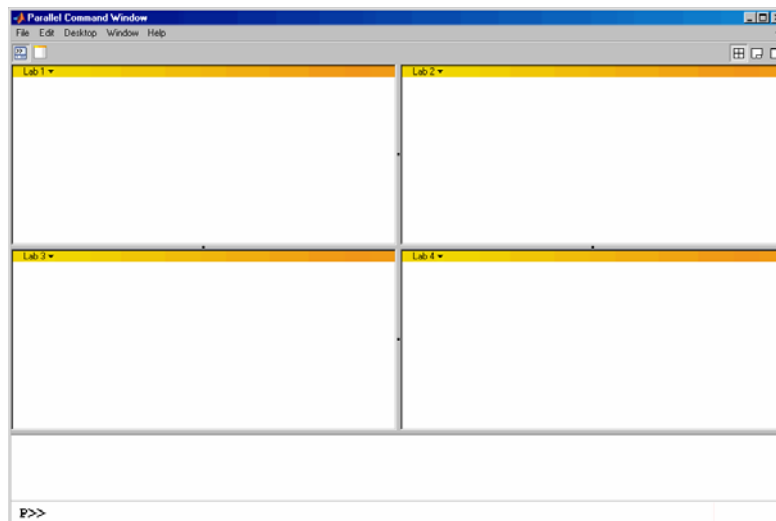 Parallel Command Window
File Edit Desktop Window Help
Lab 1
Lab 2
Lab 3
Lab 4
P>>